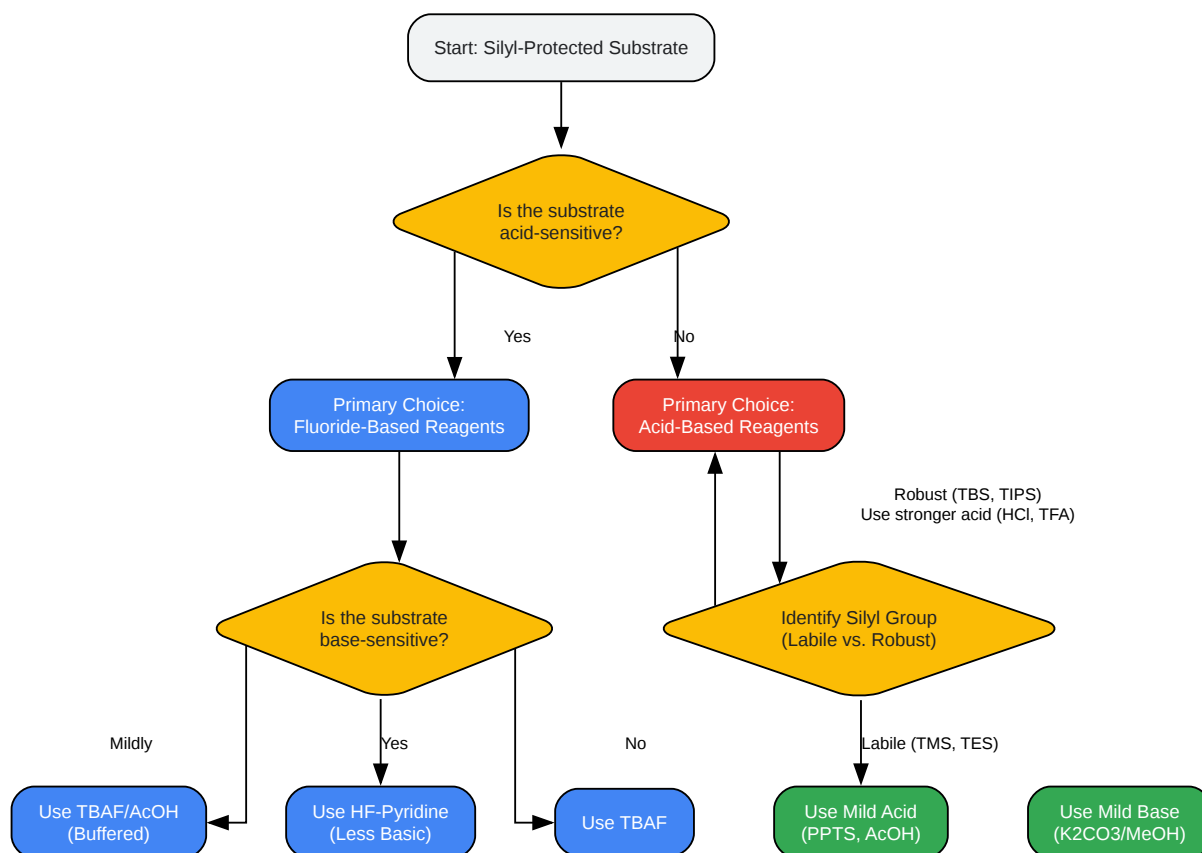 Start: Silyl-Protected Substrate
Is the substrate
acid-sensitive?
Yes
No
Primary Choice:
Fluoride-Based Reagents
Primary Choice:
Acid-Based Reagents
Robust (TBS, TIPS)
Use stronger acid (HCl, TFA)
Is the substrate
base-sensitive?
Identify Silyl Group
(Labile vs. Robust)
Mildly
Yes
No
Labile (TMS, TES)
Use TBAF/AcOH
(Buffered)
Use HF-Pyridine
(Less Basic)
Use TBAF
Use Mild Acid
(PPTS, AcOH)
Use Mild Base
(K2CO3/MeOH)